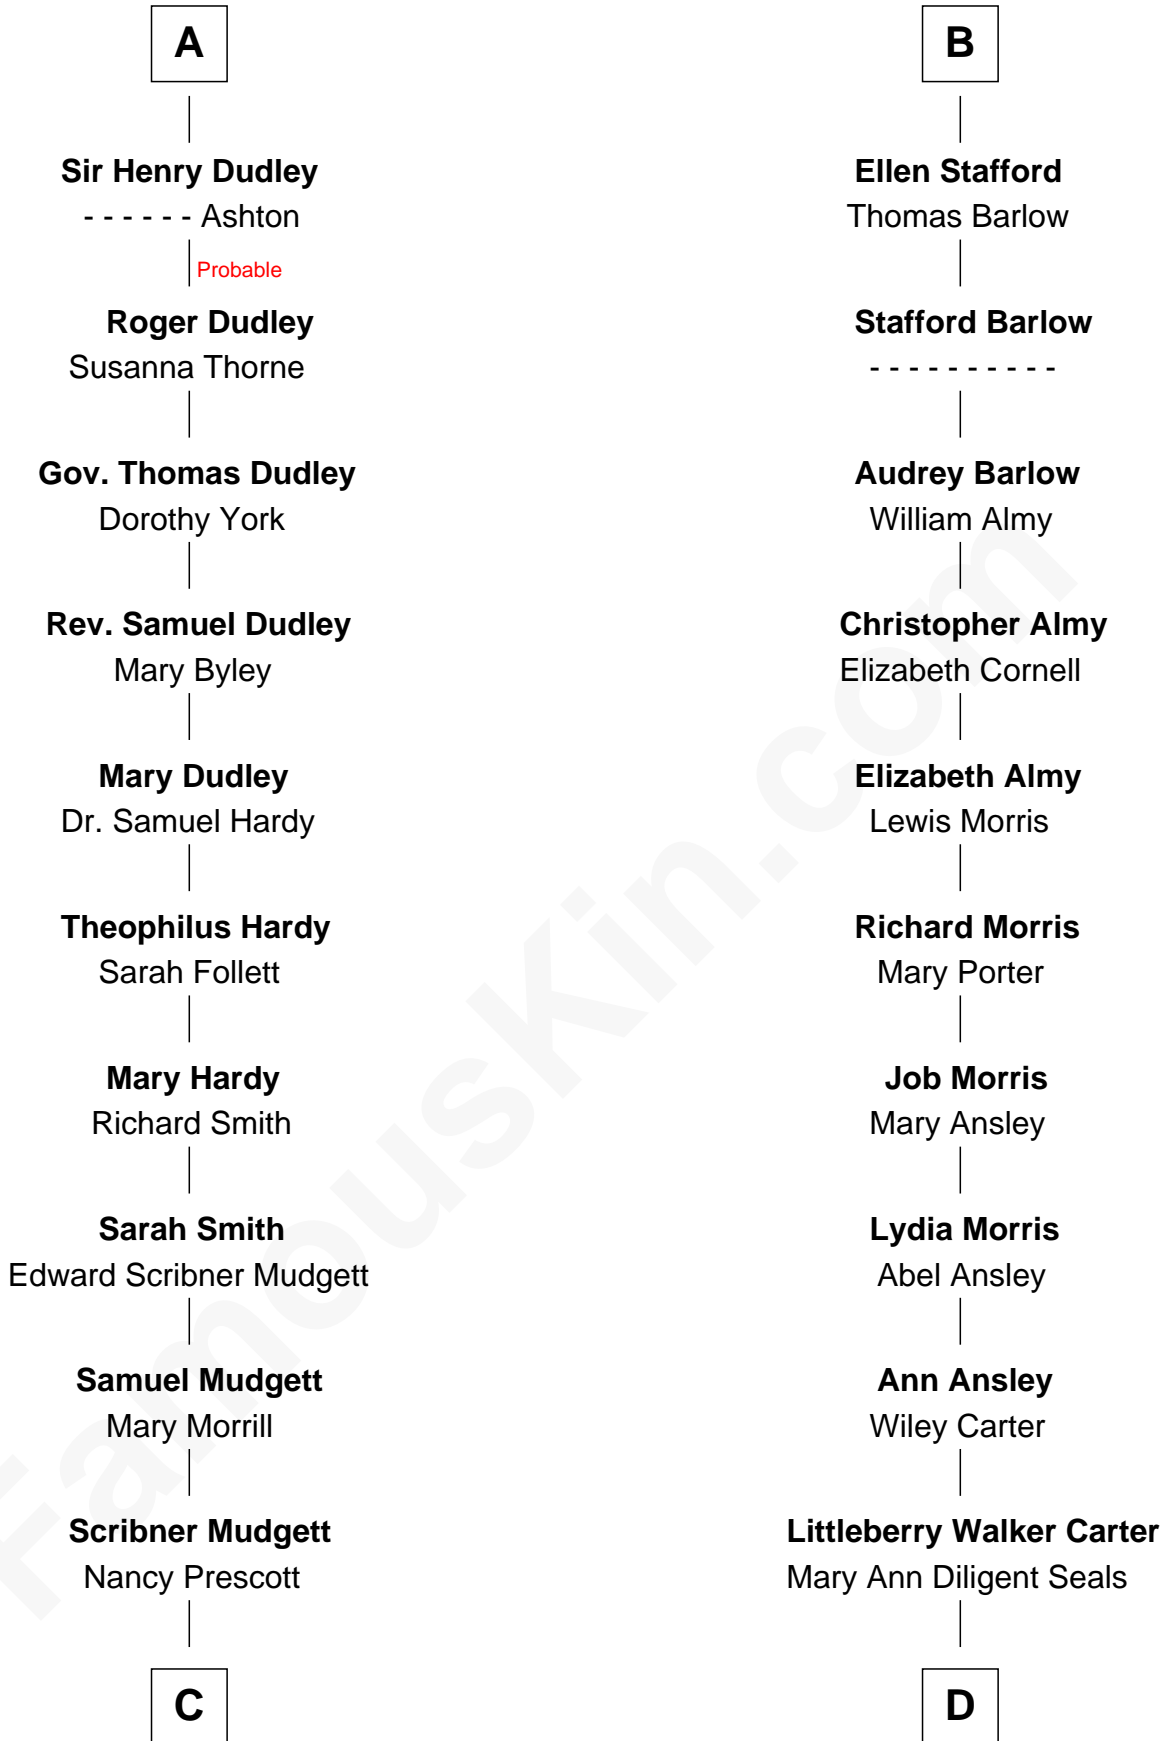 A
Sir Henry Dudley
- - - - - - Ashton
Probable
Roger Dudley
Susanna Thorne
Gov. Thomas Dudley
Dorothy York
Rev. Samuel Dudley
Mary Byley
Mary Dudley
Dr. Samuel Hardy
Theophilus Hardy
Sarah Follett
Mary Hardy
Richard Smith
Sarah Smith
Edward Scribner Mudgett
Samuel Mudgett
Mary Morrill
Scribner Mudgett
Nancy Prescott
C
B
Ellen Stafford
Thomas Barlow
Stafford Barlow
- - - - - - - - - -
Audrey Barlow
William Almy
Christopher Almy
Elizabeth Cornell
Elizabeth Almy
Lewis Morris
Richard Morris
Mary Porter
Job Morris
Mary Ansley
Lydia Morris
Abel Ansley
Ann Ansley
Wiley Carter
Littleberry Walker Carter
Mary Ann Diligent Seals
D
FamousKin.com